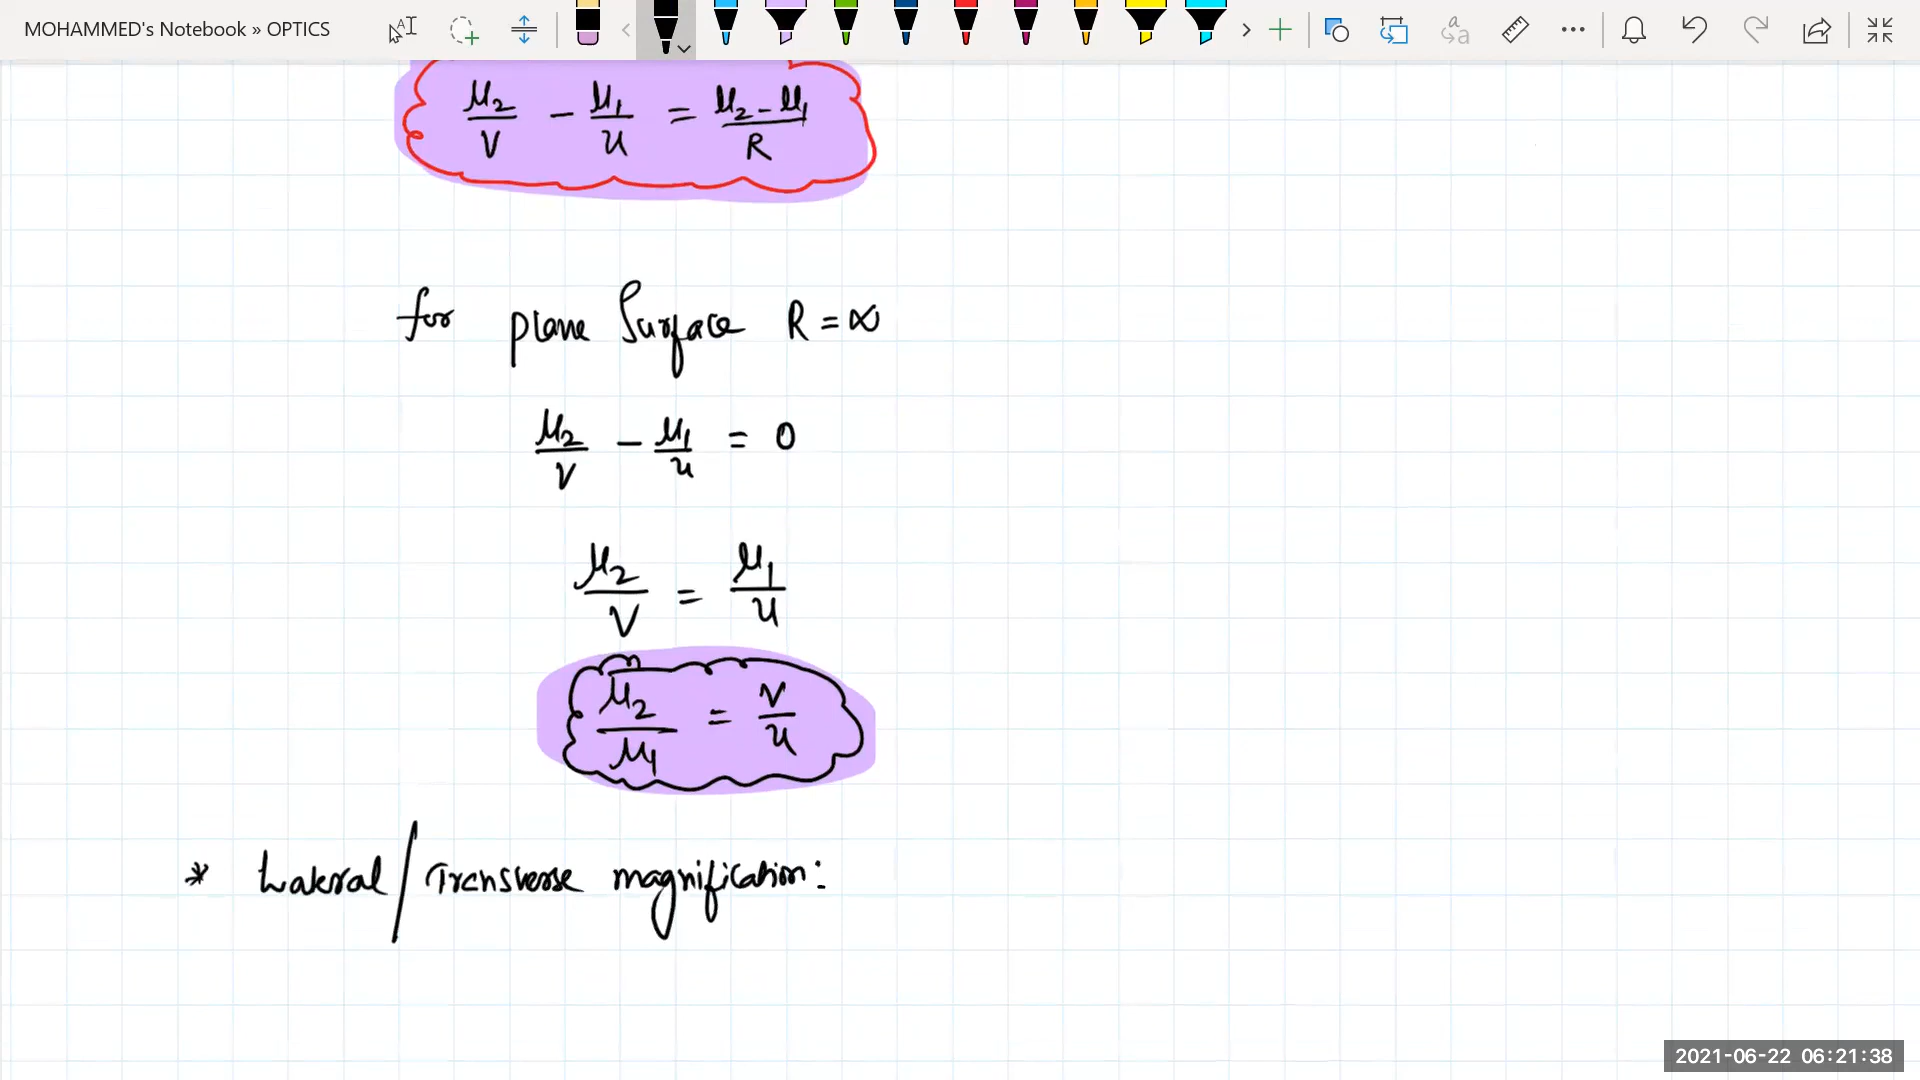 MOHAMMED's Notebook » OPTICS
μ₂/v - μ₁/u = μ₂-μ₁/R
for plane Surface R = ∞
μ₂/v - μ₁/u = 0
μ₂/v = μ₁/u
μ₂/μ₁ = v/u
* Lateral/Transverse magnification:
2021-06-22 06:21:38